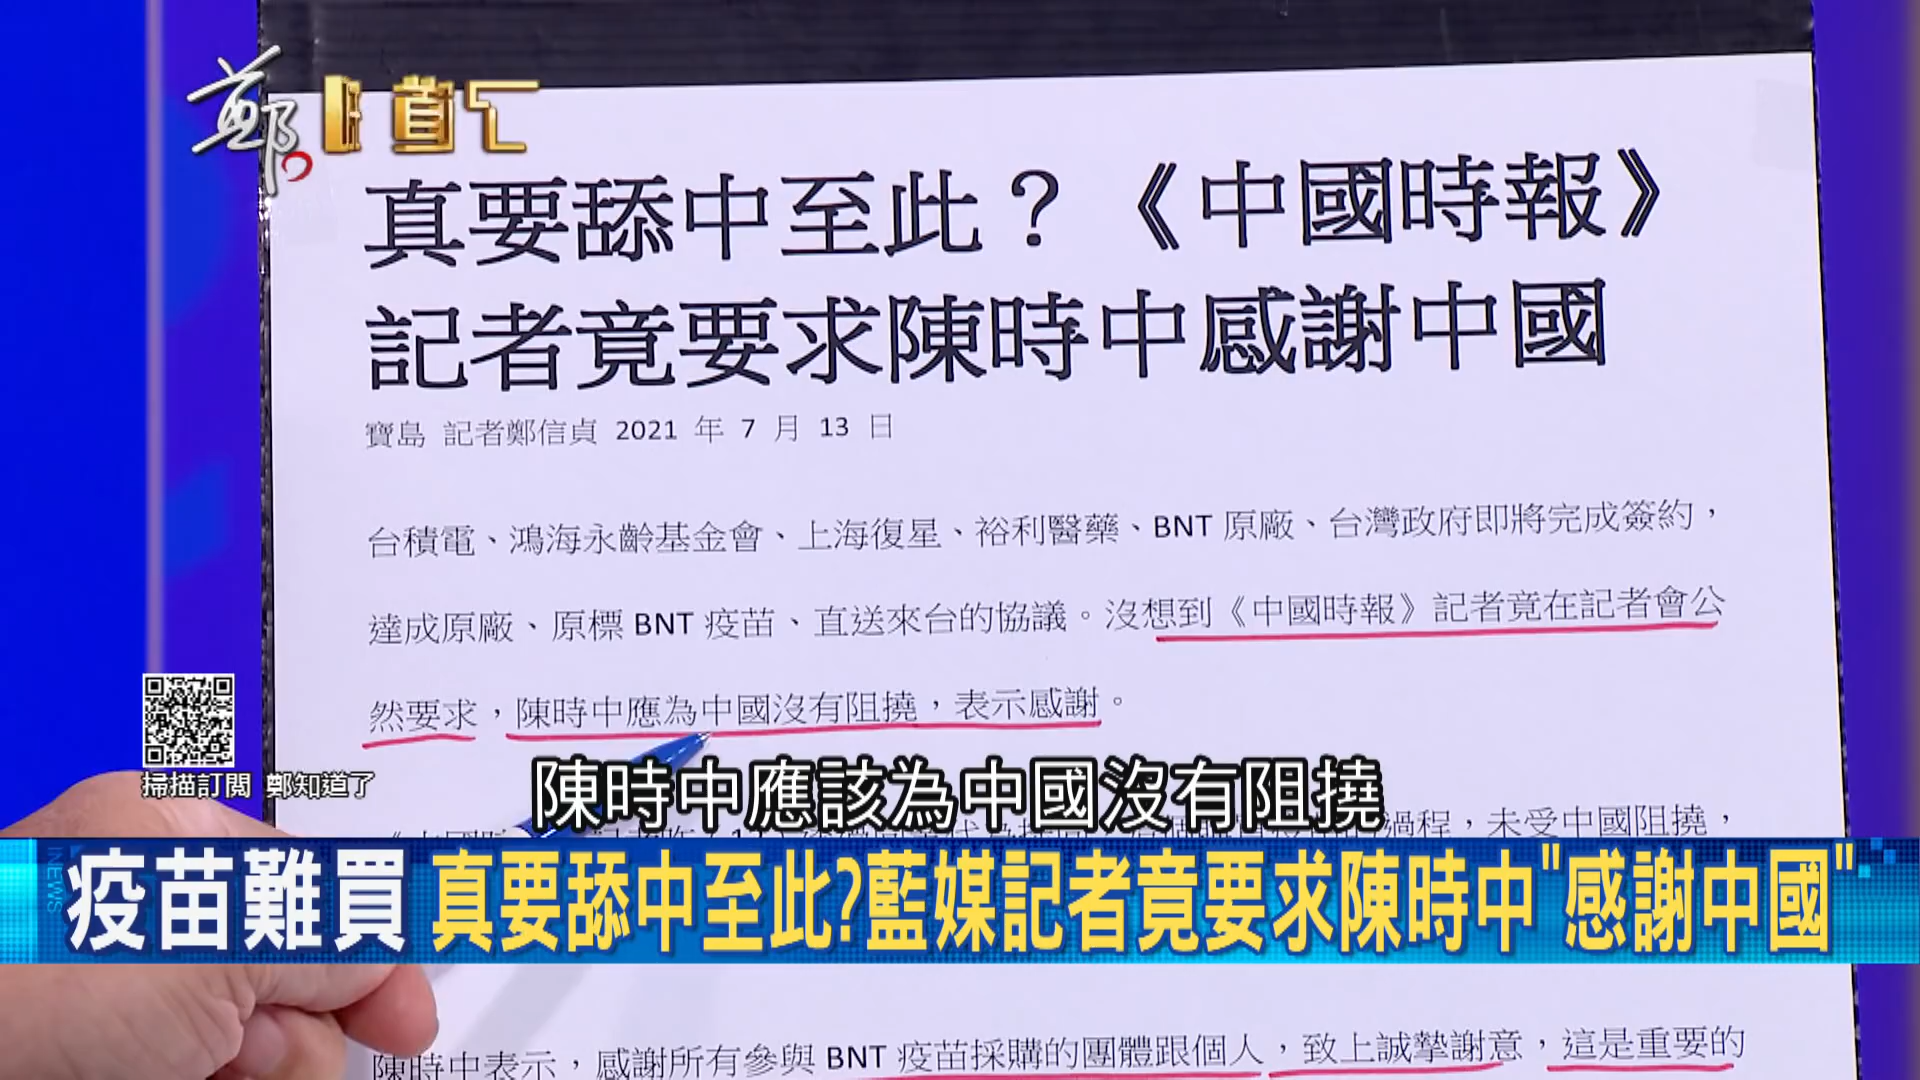 鄭
真要舔中至此？《中國時報》
記者竟要求陳時中感謝中國
寶島 記者鄭信貞 2021 年 7 月 13 日
台積電、鴻海永齡基金會、上海復星、裕利醫藥、BNT 原廠、台灣政府即將完成簽約，
達成原廠、原標 BNT 疫苗、直送來台的協議。沒想到《中國時報》記者竟在記者會公
然要求，陳時中應為中國沒有阻撓，表示感謝。
掃描訂閱 鄭知道了
陳時中應該為中國沒有阻撓
過程，未受中國阻撓，
NEWS
疫苗難買 真要舔中至此?藍媒記者竟要求陳時中"感謝中國"
陳時中表示，感謝所有參與 BNT 疫苗採購的團體跟個人，致上誠摯謝意，這是重要的